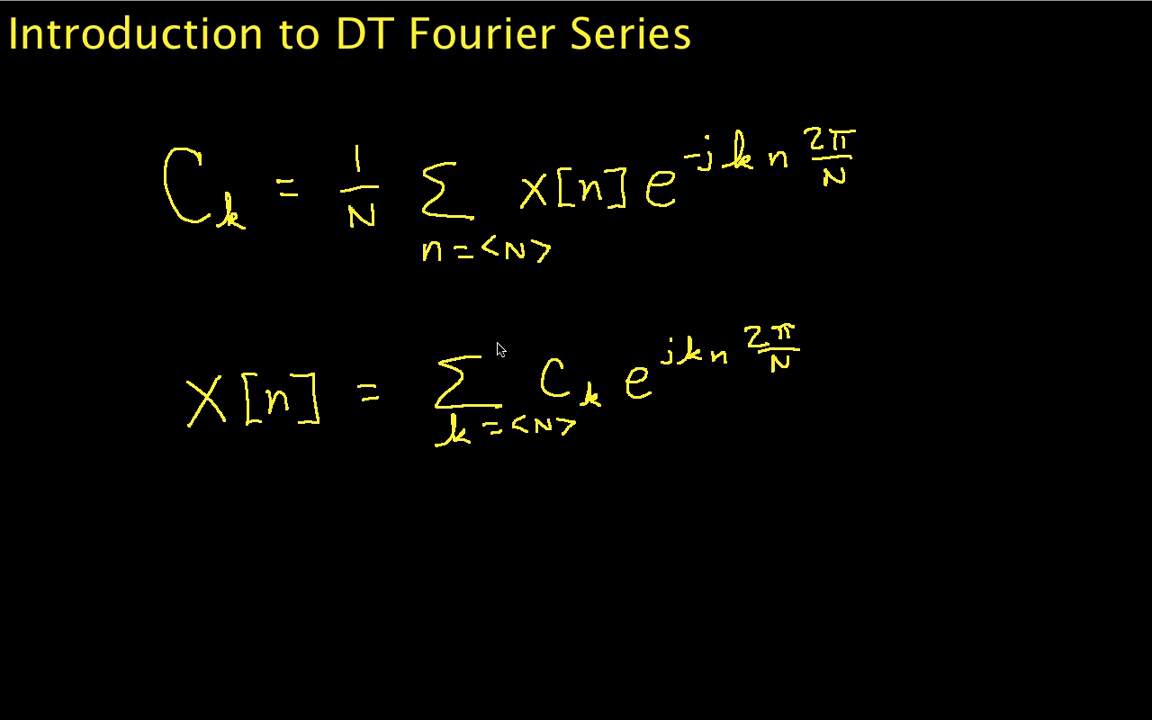 Introduction to DT Fourier Series
C_k = 1/N Σ_{n=<N>} x[n] e^{-jkn 2π/N}
x[n] = Σ_{k=<N>} C_k e^{jkn 2π/N}